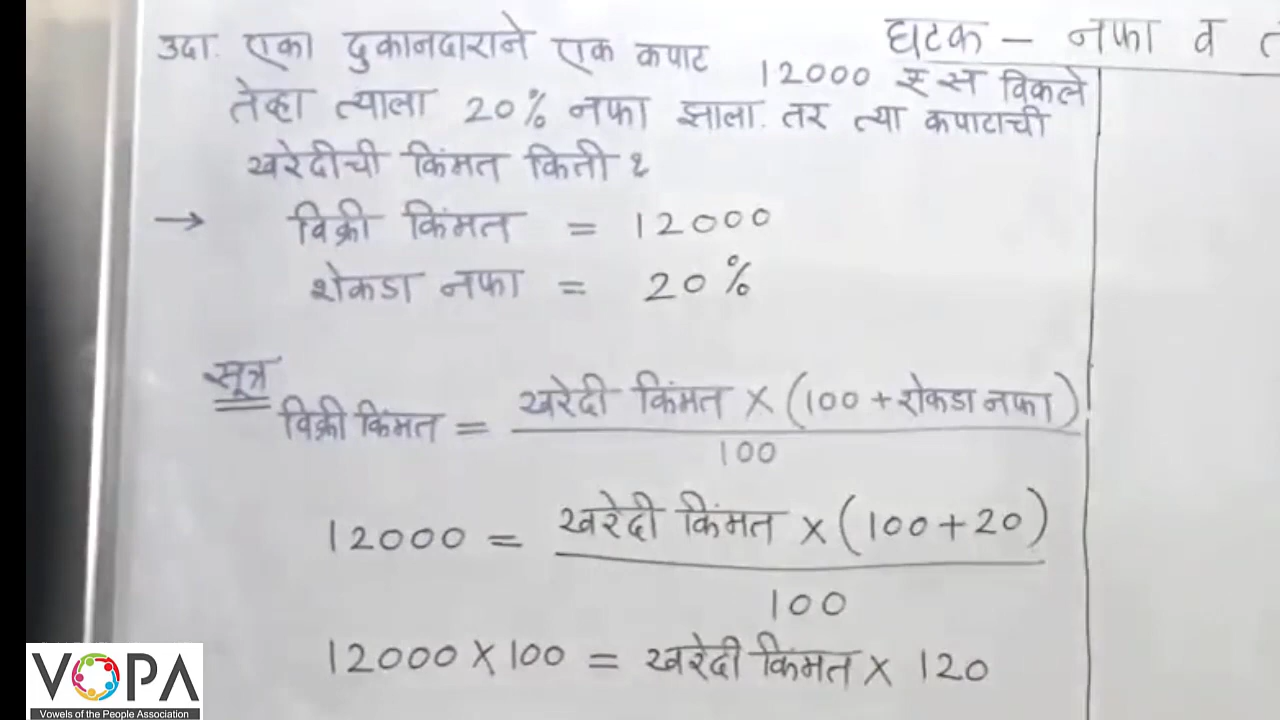 घटक – नफा व
उदा. एका दुकानदाराने एक कपाट 12000 रु स विकले
तेव्हा त्याला 20% नफा झाला. तर त्या कपाटाची
खरेदीची किंमत किती ?
→ विक्री किंमत = 12000
शेकडा नफा = 20%
सूत्र
विक्री किंमत = खरेदी किंमत × (100 + शेकडा नफा)
100
12000 = खरेदी किंमत × (100 + 20)
100
12000 × 100 = खरेदी किंमत × 120
VOPA
Vowels of the People Association